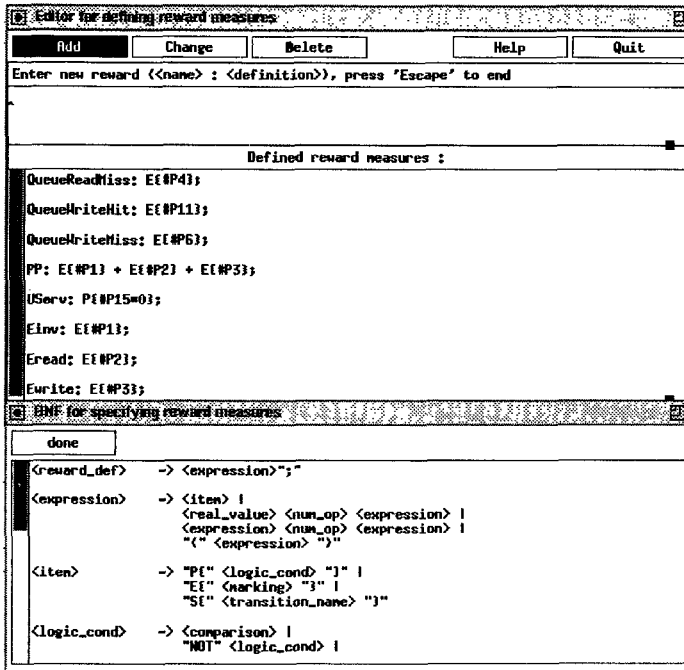 Editor for defining reward measures
Add Change Delete Help Quit
Enter new reward (<name> : <definition>), press 'Escape' to end
Defined reward measures :
QueueReadMiss: E{#P4};
QueueWriteHit: E{#P11};
QueueWriteMiss: E{#P6};
PP: E{#P1} + E{#P2} + E{#P3};
UServ: P{#P15=0};
Einv: E{#P1};
Eread: E{#P2};
Ewrite: E{#P3};
BNF for specifying reward measures
done
<reward_def> -> <expression>";"
<expression> -> <item> |
<real_value> <num_op> <expression> |
<expression> <num_op> <expression> |
"(" <expression> ")"
<item> -> "P{" <logic_cond> "}" |
"E{" <marking> "}" |
"S{" <transition_name> "}"
<logic_cond> -> <comparison> |
"NOT" <logic_cond> |